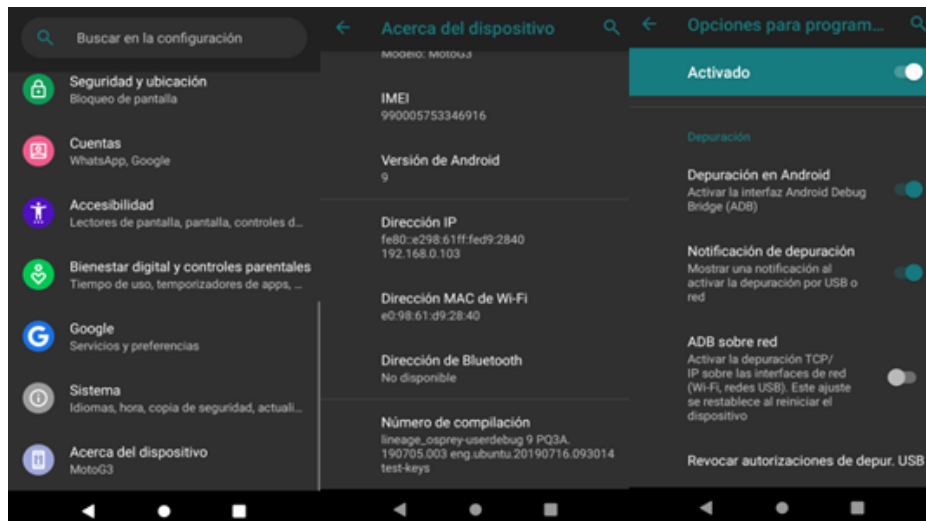 Buscar en la configuración
Seguridad y ubicación
Bloqueo de pantalla
Cuentas
WhatsApp, Google
Accesibilidad
Lectores de pantalla, pantalla, controles d...
Bienestar digital y controles parentales
Tiempo de uso, temporizadores de apps, ...
Google
Servicios y preferencias
Sistema
Idiomas, hora, copia de seguridad, actuali...
Acerca del dispositivo
MotoG3
Acerca del dispositivo
Modelo: MotoG3
IMEI
990005753346916
Versión de Android
9
Dirección IP
fe80::e298:61ff:fed9:2840
192.168.0.103
Dirección MAC de Wi-Fi
e0:98:61:d9:28:40
Dirección de Bluetooth
No disponible
Número de compilación
lineage_osprey-userdebug 9 PQ3A.
190705.003 eng.ubuntu.20190716.093014
test-keys
Opciones para program...
Activado
Depuración
Depuración en Android
Activar la interfaz Android Debug
Bridge (ADB)
Notificación de depuración
Mostrar una notificación al
activar la depuración por USB o
red
ADB sobre red
Activar la depuración TCP/
IP sobre las interfaces de red
(Wi-Fi, redes USB). Este ajuste
se restablece al reiniciar el
dispositivo
Revocar autorizaciones de depur. USB